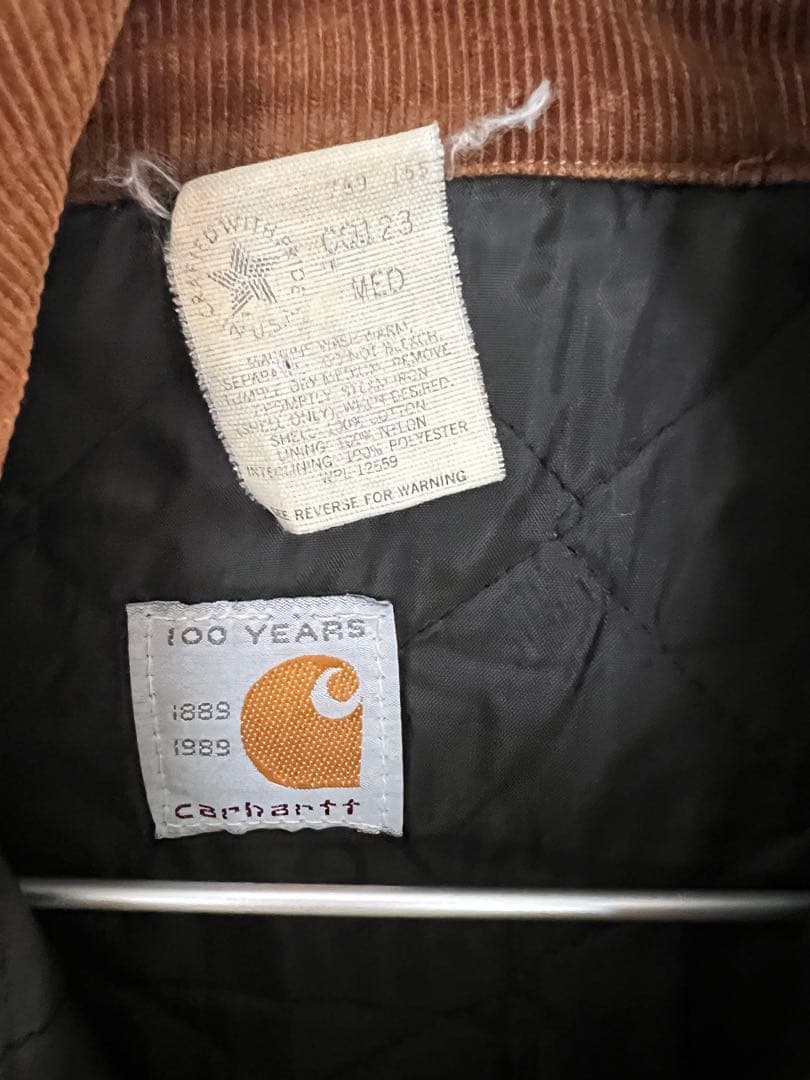 CRAFTED WITH PRIDE IN U.S.A.
23
MED
MACHINE WASH WARM,
SEPARATELY. DO NOT BLEACH.
TUMBLE DRY MEDIUM. REMOVE
PROMPTLY. STEAM IRON
(SHELL ONLY) WHEN DESIRED.
SHELL: 100% COTTON
LINING: 100% NYLON
INTERLINING: 100% POLYESTER
WPL 12559
SEE REVERSE FOR WARNING
100 YEARS
1889
1989
carhartt